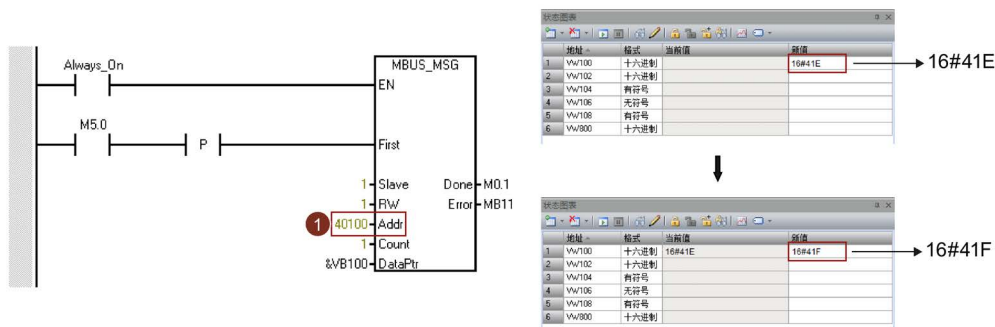 Always_On
MBUS_MSG
EN
M5.0
P
First
1 Slave Done M0.1
1 RW Error MB11
1 40100 Addr
1 Count
&VB100 DataPtr
状态图表
地址 格式 当前值 新值
1 VW100 十六进制 16#41E
2 VW102 十六进制
3 VW104 有符号
4 VW106 无符号
5 VW108 有符号
6 VW800 十六进制
16#41E
状态图表
地址 格式 当前值 新值
1 VW100 十六进制 16#41E 16#41F
2 VW102 十六进制
3 VW104 有符号
4 VW106 无符号
5 VW108 有符号
6 VW800 十六进制
16#41F